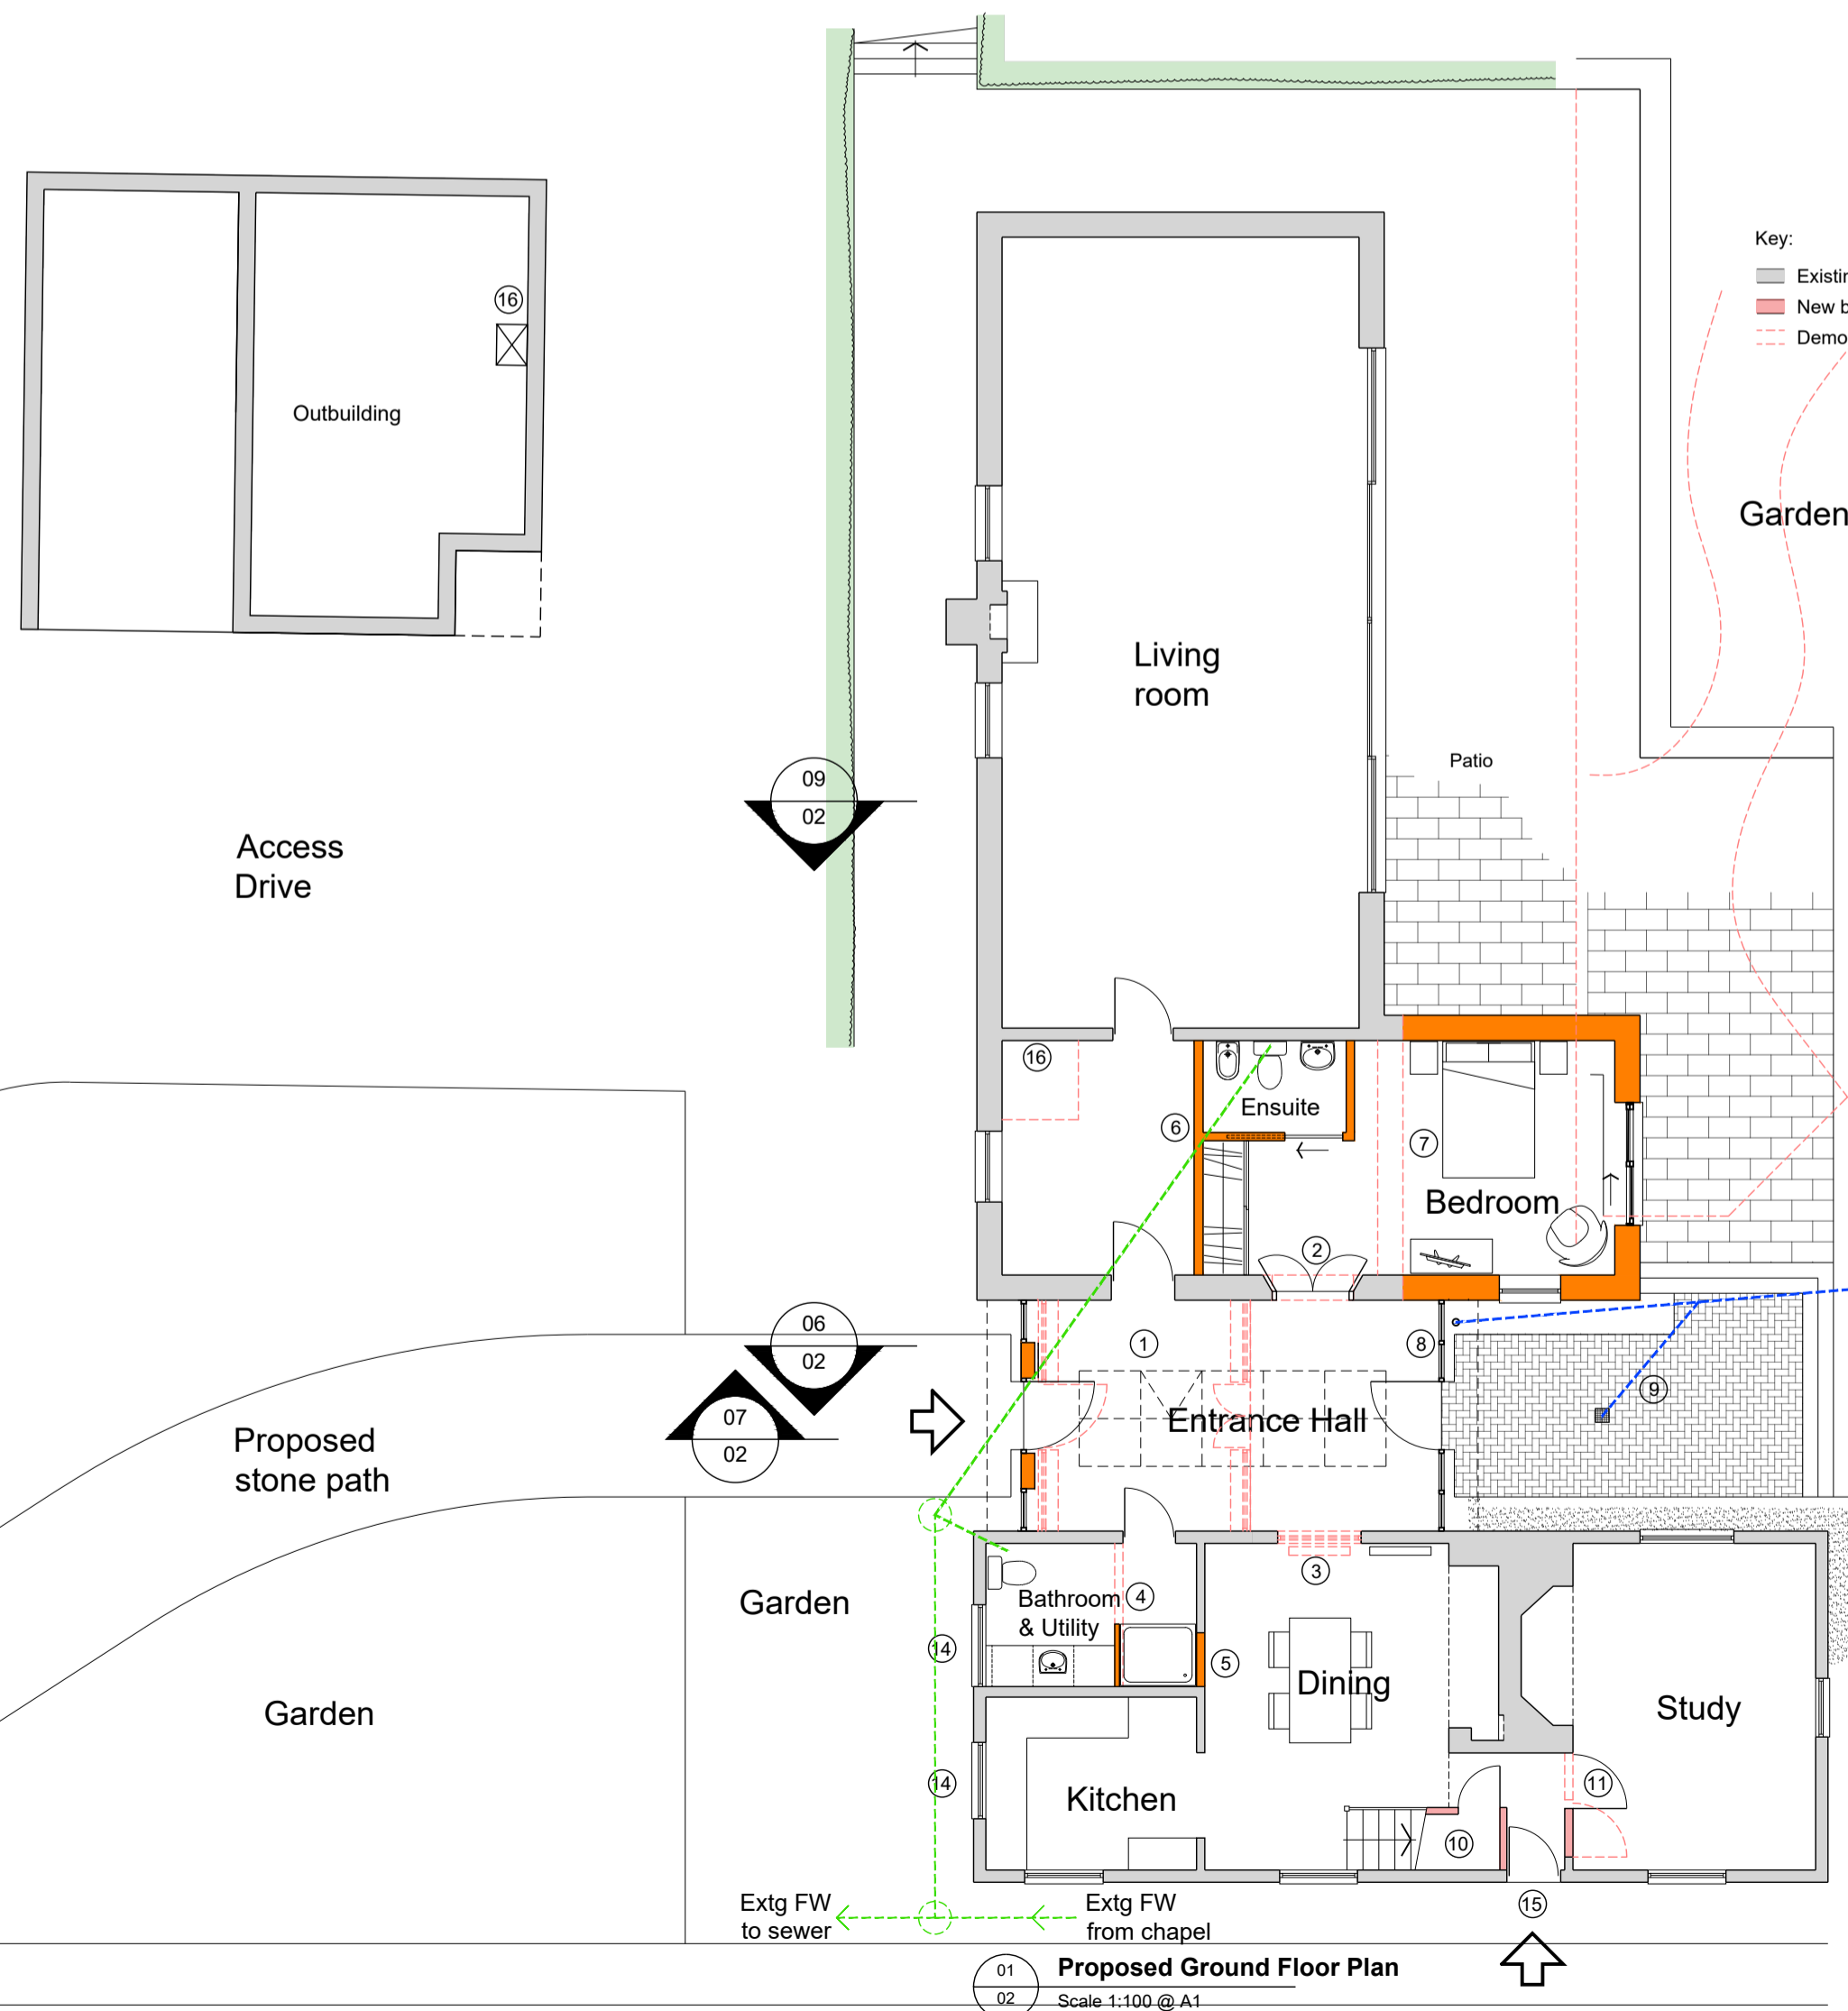 Key:
Existin
New b
Demo
16
Outbuilding
Garden
Living
room
Patio
09
02
Access
Drive
16
Ensuite
6
7
Bedroom
2
06
02
1
8
07
02
Entrance Hall
9
Proposed
stone path
3
Bathroom
& Utility
4
Garden
14
5
Dining
Study
Garden
14
Kitchen
11
10
Extg FW
to sewer
Extg FW
from chapel
15
01
02
Proposed Ground Floor Plan
Scale 1:100 @ A1